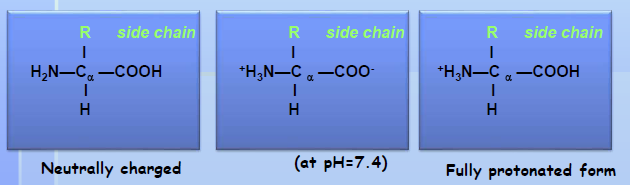 R side chain
H₂N—Cα—COOH
H
Neutrally charged
R side chain
⁺H₃N—C α—COO⁻
H
(at pH=7.4)
R side chain
⁺H₃N—C α—COOH
H
Fully protonated form